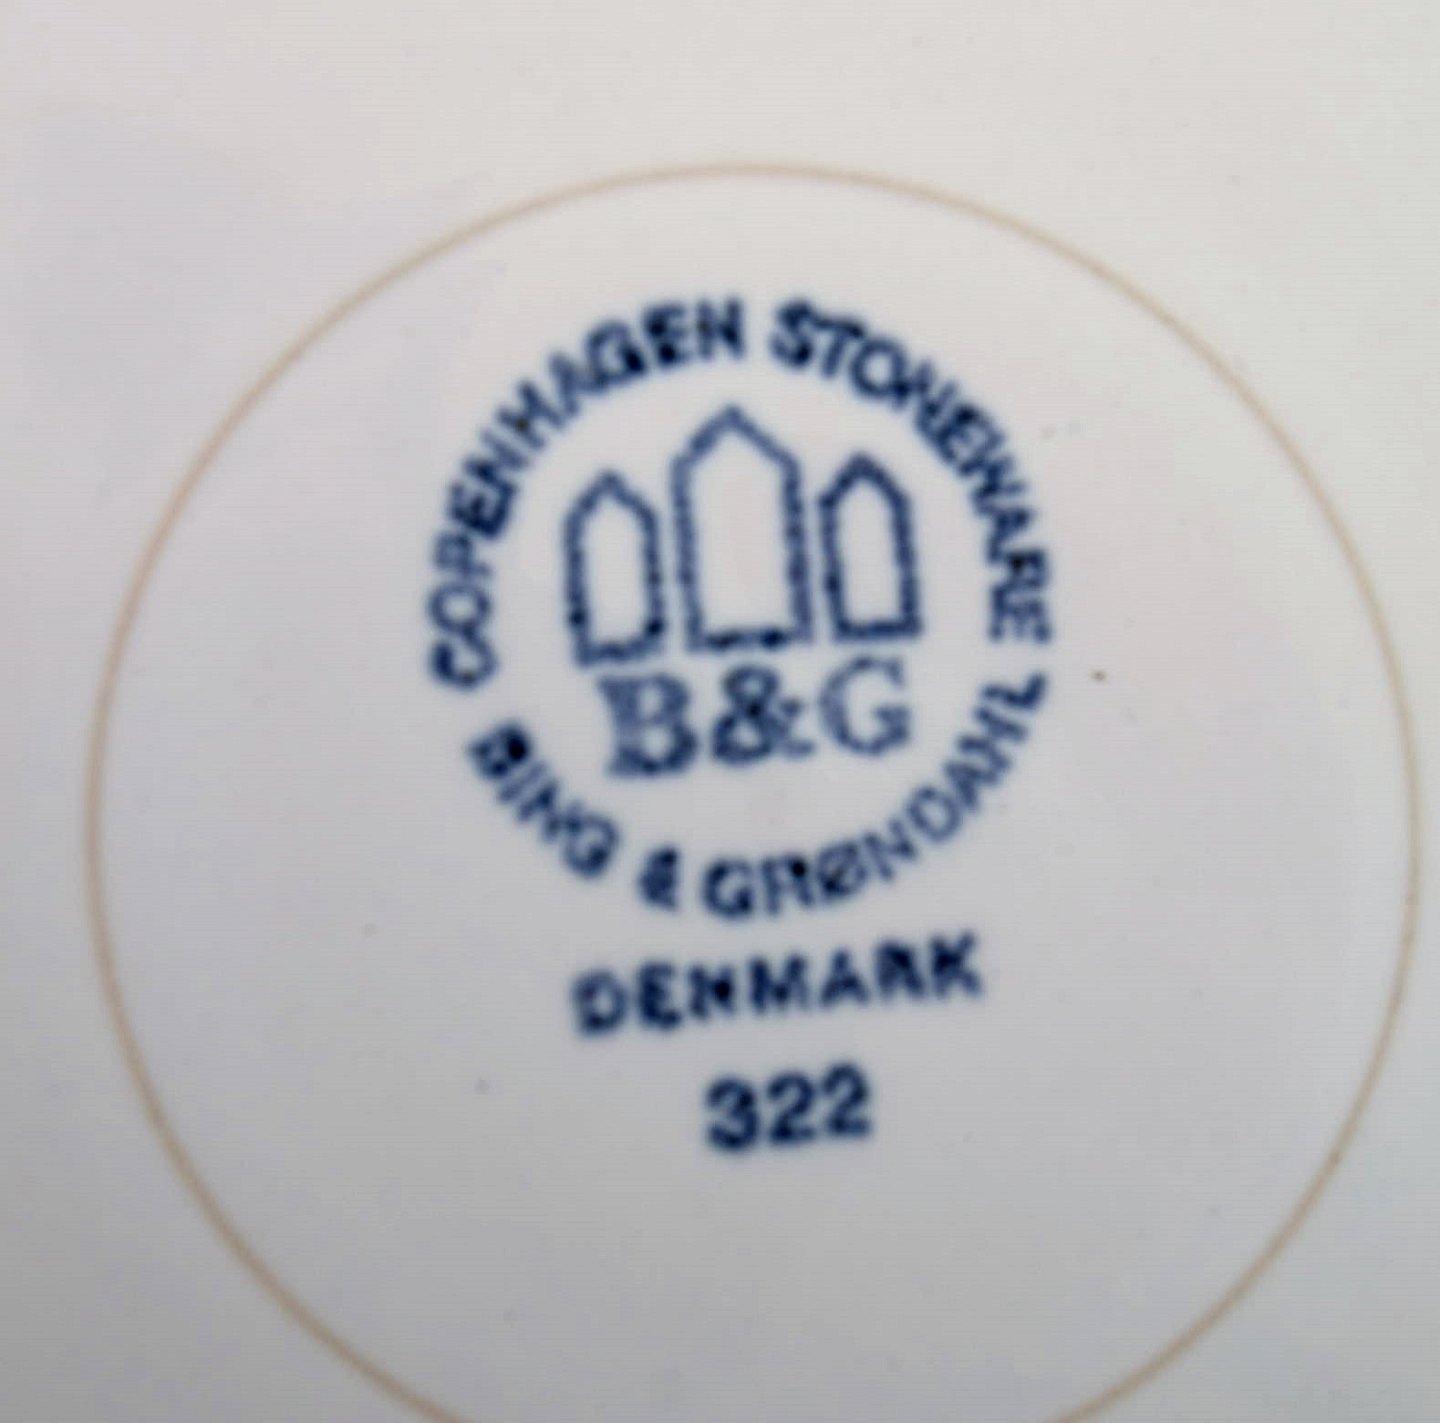 COPENHAGEN STONEWARE
B&G
BING & GRØNDAHL
DENMARK
322